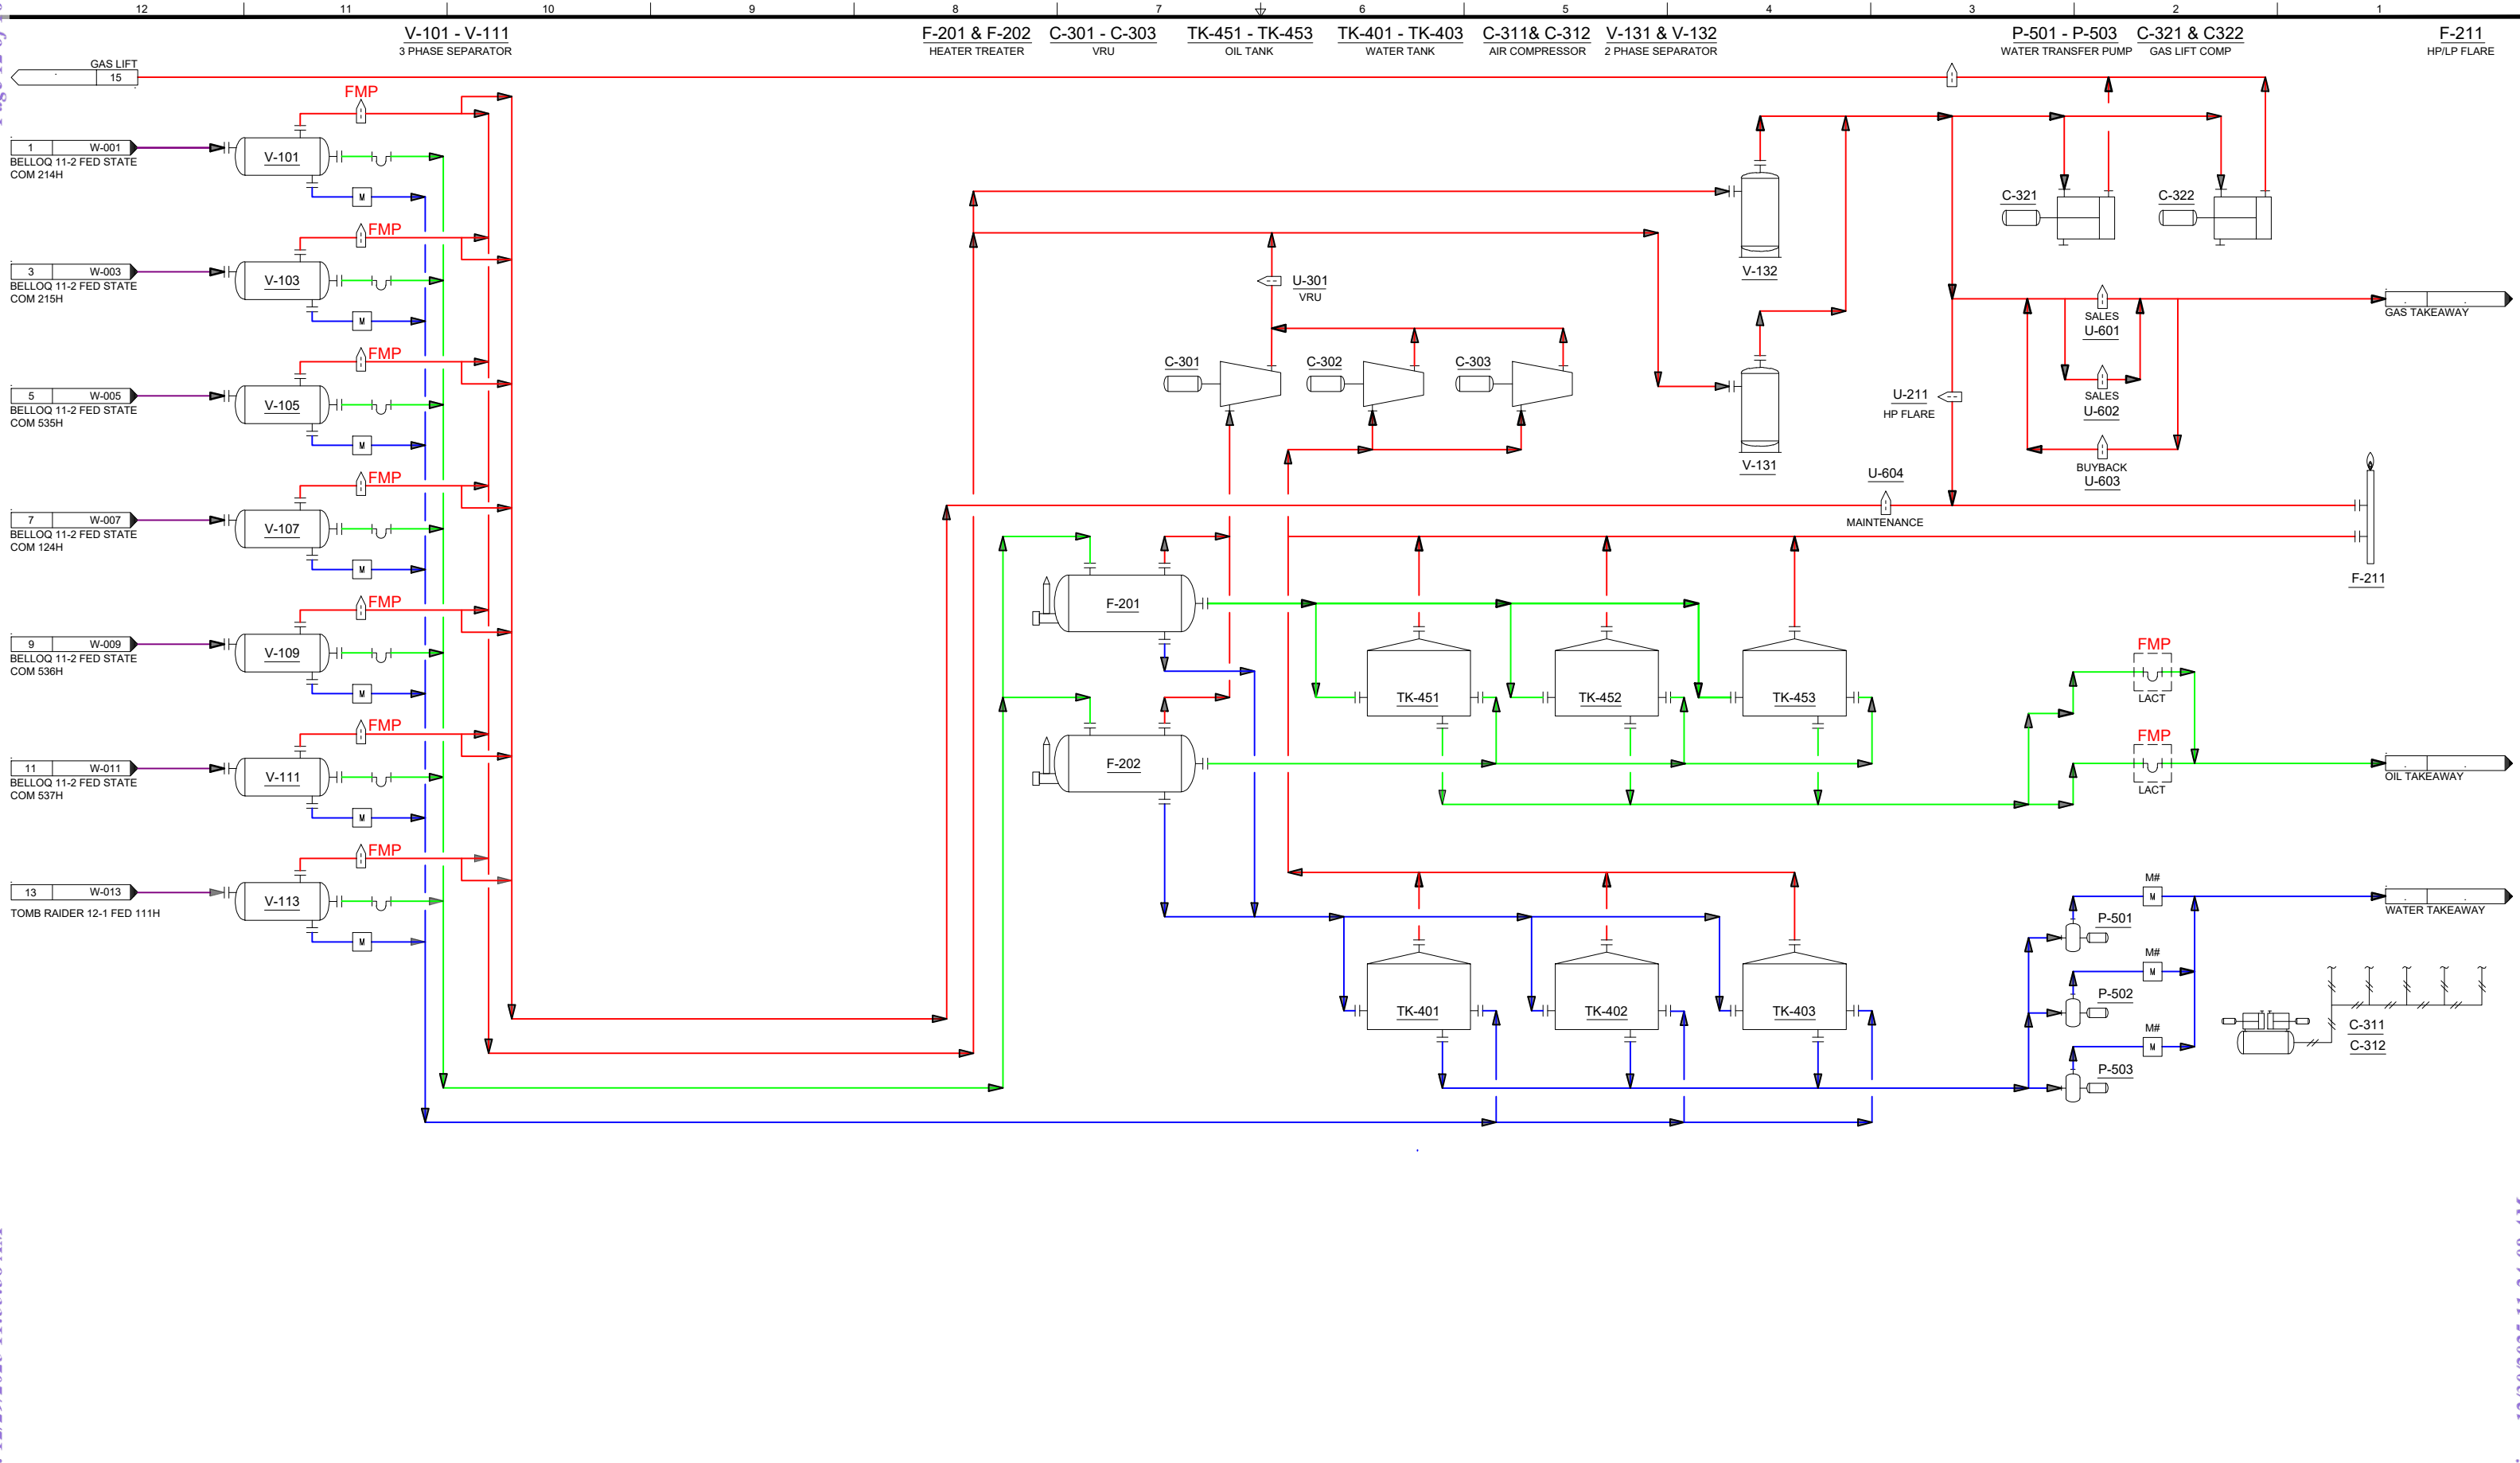 12 11 10 9 8 7 6 5 4 3 2 1
V-101 - V-111
3 PHASE SEPARATOR
F-201 & F-202
HEATER TREATER
C-301 - C-303
VRU
TK-451 - TK-453
OIL TANK
TK-401 - TK-403
WATER TANK
C-311& C-312
AIR COMPRESSOR
V-131 & V-132
2 PHASE SEPARATOR
P-501 - P-503
WATER TRANSFER PUMP
C-321 & C322
GAS LIFT COMP
F-211
HP/LP FLARE
GAS LIFT
15
FMP
1 W-001
BELLOQ 11-2 FED STATE
COM 214H
V-101
M
FMP
3 W-003
BELLOQ 11-2 FED STATE
COM 215H
V-103
M
FMP
5 W-005
BELLOQ 11-2 FED STATE
COM 535H
V-105
M
FMP
7 W-007
BELLOQ 11-2 FED STATE
COM 124H
V-107
M
FMP
9 W-009
BELLOQ 11-2 FED STATE
COM 536H
V-109
M
FMP
11 W-011
BELLOQ 11-2 FED STATE
COM 537H
V-111
M
FMP
13 W-013
TOMB RAIDER 12-1 FED 111H
V-113
M
C-321
C-322
V-132
U-301
VRU
C-301
C-302
C-303
V-131
SALES
U-601
GAS TAKEAWAY
U-211
HP FLARE
SALES
U-602
BUYBACK
U-603
U-604
MAINTENANCE
F-211
F-201
F-202
TK-451
TK-452
TK-453
FMP
LACT
FMP
LACT
OIL TAKEAWAY
TK-401
TK-402
TK-403
M#
M
P-501
WATER TAKEAWAY
M#
M
P-502
M#
M
P-503
C-311
C-312